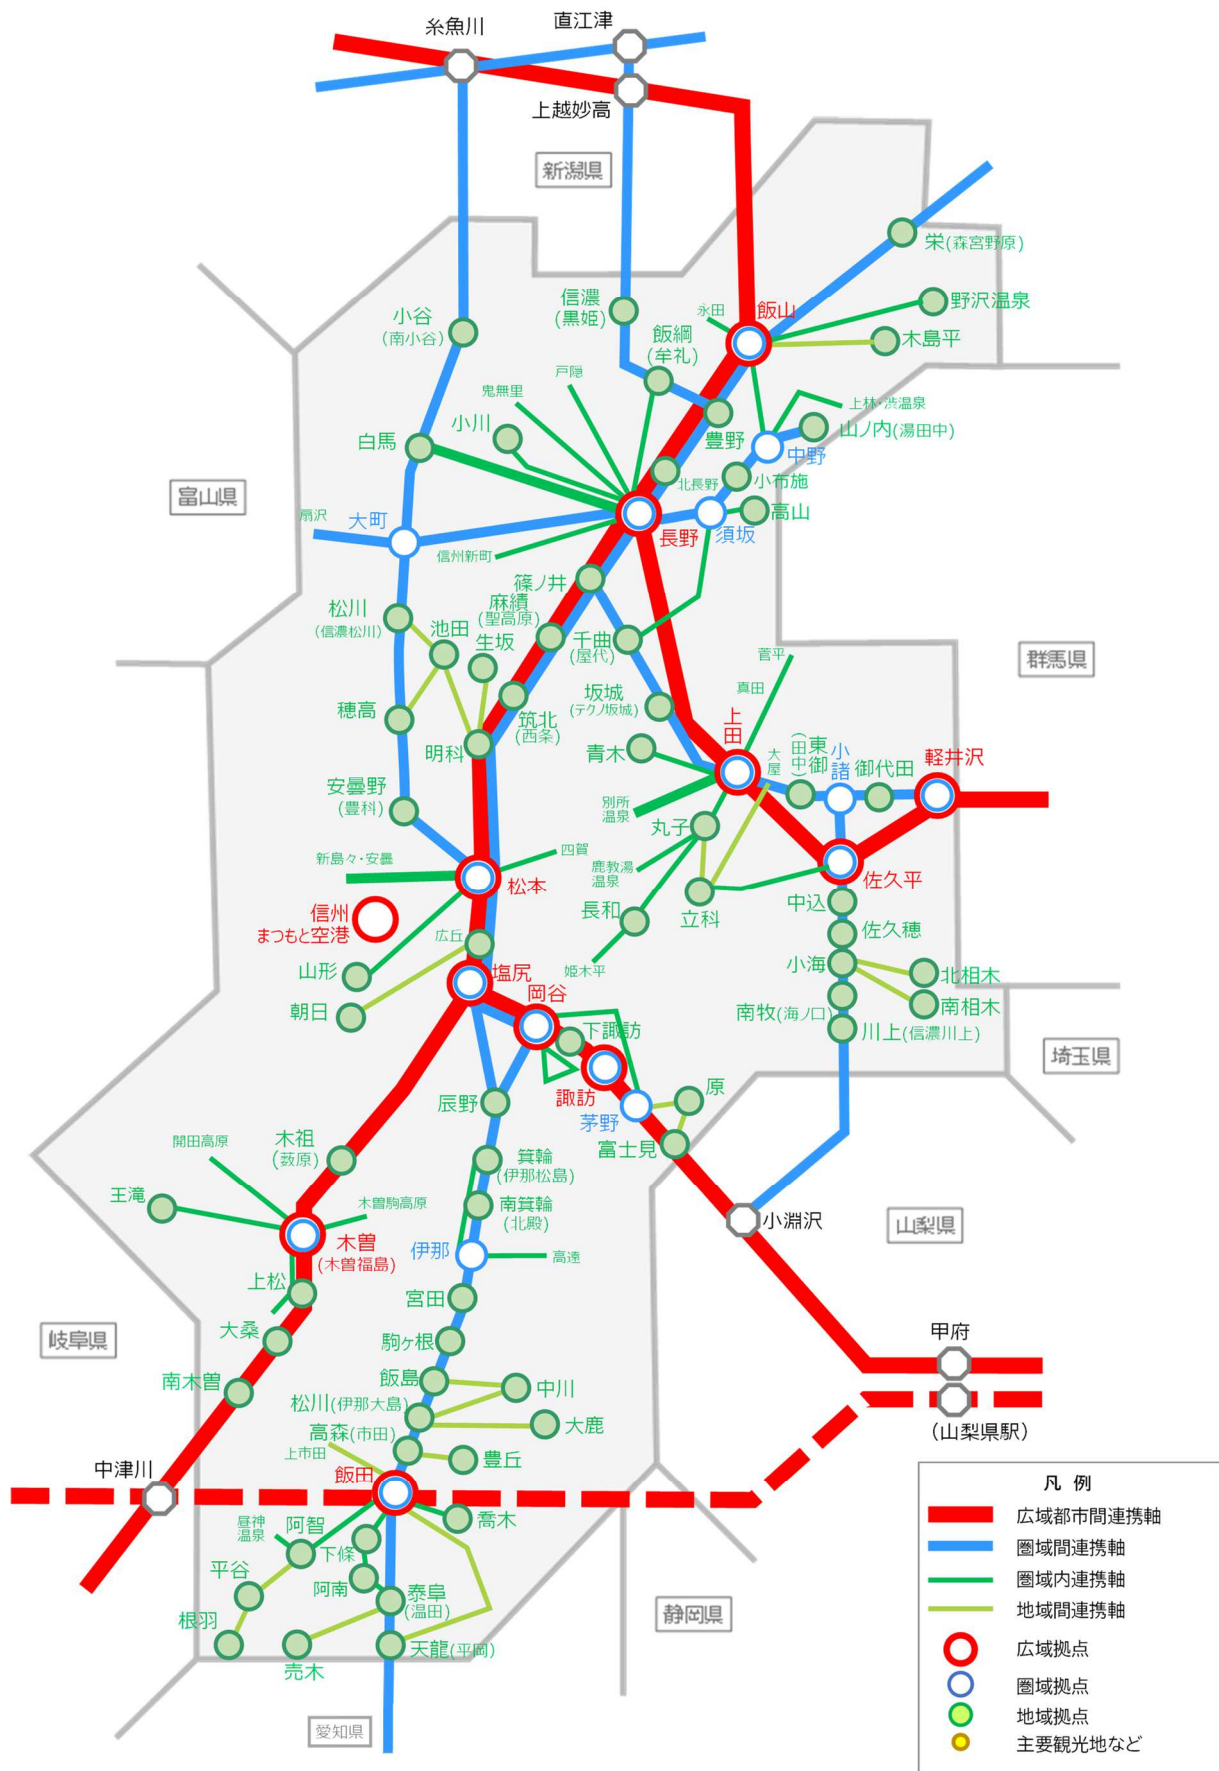 糸魚川
直江津
上越妙高
新潟県
栄(森宮野原)
野沢温泉
木島平
飯山
永田
信濃
(黒姫)
飯綱
(牟礼)
小谷
(南小谷)
戸隠
鬼無里
小川
白馬
豊野
上林・渋温泉
山ノ内(湯田中)
中野
北長野
小布施
高山
須坂
長野
富山県
扇沢
大町
信州新町
篠ノ井
麻績
(聖高原)
千曲
(屋代)
松川
(信濃松川)
池田
生坂
穂高
筑北
(西条)
明科
坂城
(テクノ坂城)
菅平
真田
上田
青木
大屋
東御
(田中)
小諸
御代田
軽井沢
群馬県
安曇野
(豊科)
別所
温泉
丸子
鹿教湯
温泉
長和
立科
姫木平
佐久平
中込
佐久穂
小海
北相木
南相木
南牧(海ノ口)
川上(信濃川上)
埼玉県
新島々・安曇
四賀
松本
信州
まつもと空港
広丘
山形
朝日
塩尻
岡谷
下諏訪
諏訪
茅野
原
富士見
小淵沢
山梨県
辰野
箕輪
(伊那松島)
南箕輪
(北殿)
伊那
高遠
宮田
駒ヶ根
飯島
中川
松川(伊那大島)
大鹿
高森(市田)
上市田
豊丘
飯田
喬木
木祖
(薮原)
開田高原
王滝
木曽駒高原
木曽
(木曽福島)
上松
大桑
南木曽
岐阜県
中津川
昼神
温泉
阿智
下條
平谷
阿南
根羽
売木
泰阜
(温田)
天龍(平岡)
愛知県
静岡県
甲府
(山梨県駅)
凡 例
広域都市間連携軸
圏域間連携軸
圏域内連携軸
地域間連携軸
広域拠点
圏域拠点
地域拠点
主要観光地など